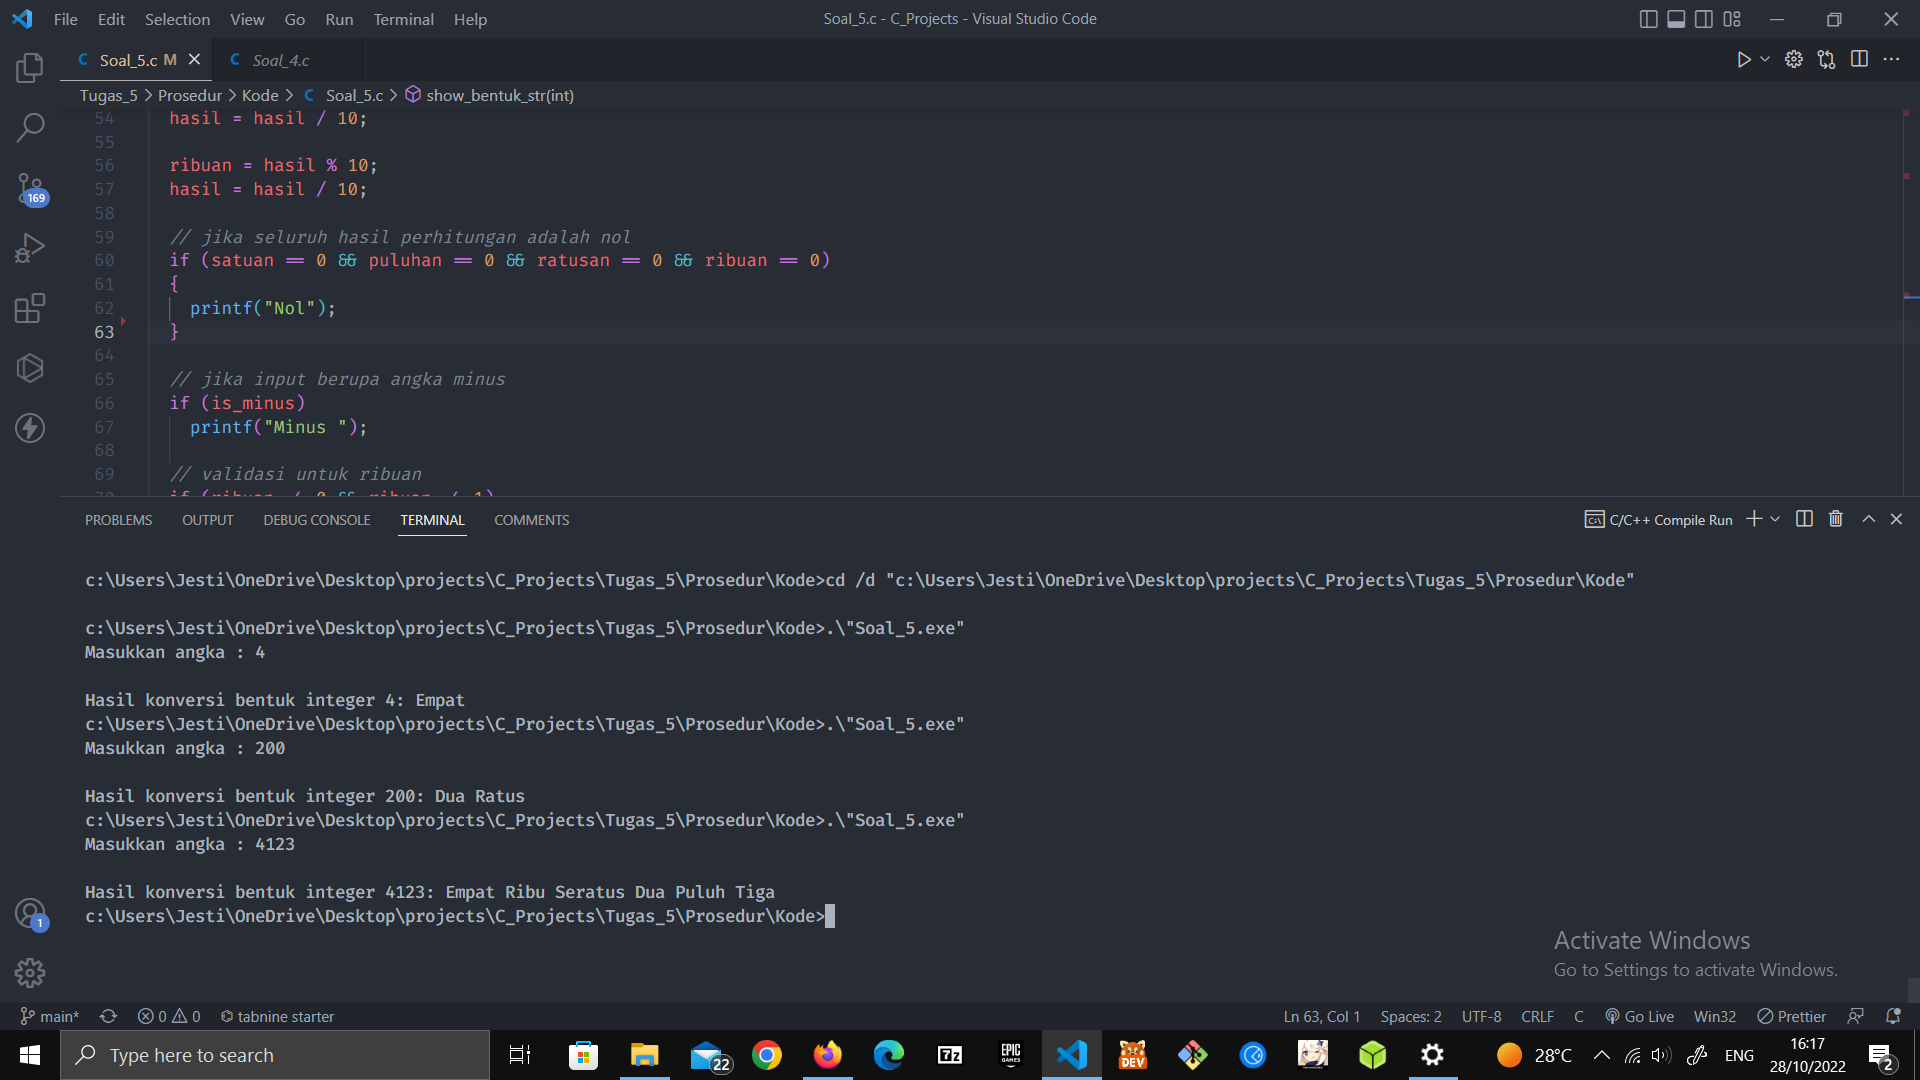 File Edit Selection View Go Run Terminal Help
Soal_5.c - C_Projects - Visual Studio Code
C Soal_5.c M
C Soal_4.c
Tugas_5 > Prosedur > Kode > C Soal_5.c > show_bentuk_str(int)
54 hasil = hasil / 10;
55
56 ribuan = hasil % 10;
57 hasil = hasil / 10;
58
59 // jika seluruh hasil perhitungan adalah nol
60 if (satuan == 0 && puluhan == 0 && ratusan == 0 && ribuan == 0)
61 {
62 printf("Nol");
63 }
64
65 // jika input berupa angka minus
66 if (is_minus)
67 printf("Minus ");
68
69 // validasi untuk ribuan
169
PROBLEMS OUTPUT DEBUG CONSOLE TERMINAL COMMENTS
C/C++ Compile Run
c:\Users\Jesti\OneDrive\Desktop\projects\C_Projects\Tugas_5\Prosedur\Kode>cd /d "c:\Users\Jesti\OneDrive\Desktop\projects\C_Projects\Tugas_5\Prosedur\Kode"
c:\Users\Jesti\OneDrive\Desktop\projects\C_Projects\Tugas_5\Prosedur\Kode>.\"Soal_5.exe"
Masukkan angka : 4
Hasil konversi bentuk integer 4: Empat
c:\Users\Jesti\OneDrive\Desktop\projects\C_Projects\Tugas_5\Prosedur\Kode>.\"Soal_5.exe"
Masukkan angka : 200
Hasil konversi bentuk integer 200: Dua Ratus
c:\Users\Jesti\OneDrive\Desktop\projects\C_Projects\Tugas_5\Prosedur\Kode>.\"Soal_5.exe"
Masukkan angka : 4123
Hasil konversi bentuk integer 4123: Empat Ribu Seratus Dua Puluh Tiga
c:\Users\Jesti\OneDrive\Desktop\projects\C_Projects\Tugas_5\Prosedur\Kode>
1
Activate Windows
Go to Settings to activate Windows.
main* 0 0 tabnine starter
Ln 63, Col 1 Spaces: 2 UTF-8 CRLF C Go Live Win32 Prettier
Type here to search
22
7z
EPIC GAMES
DEV
28°C
ENG
16:17
28/10/2022
2